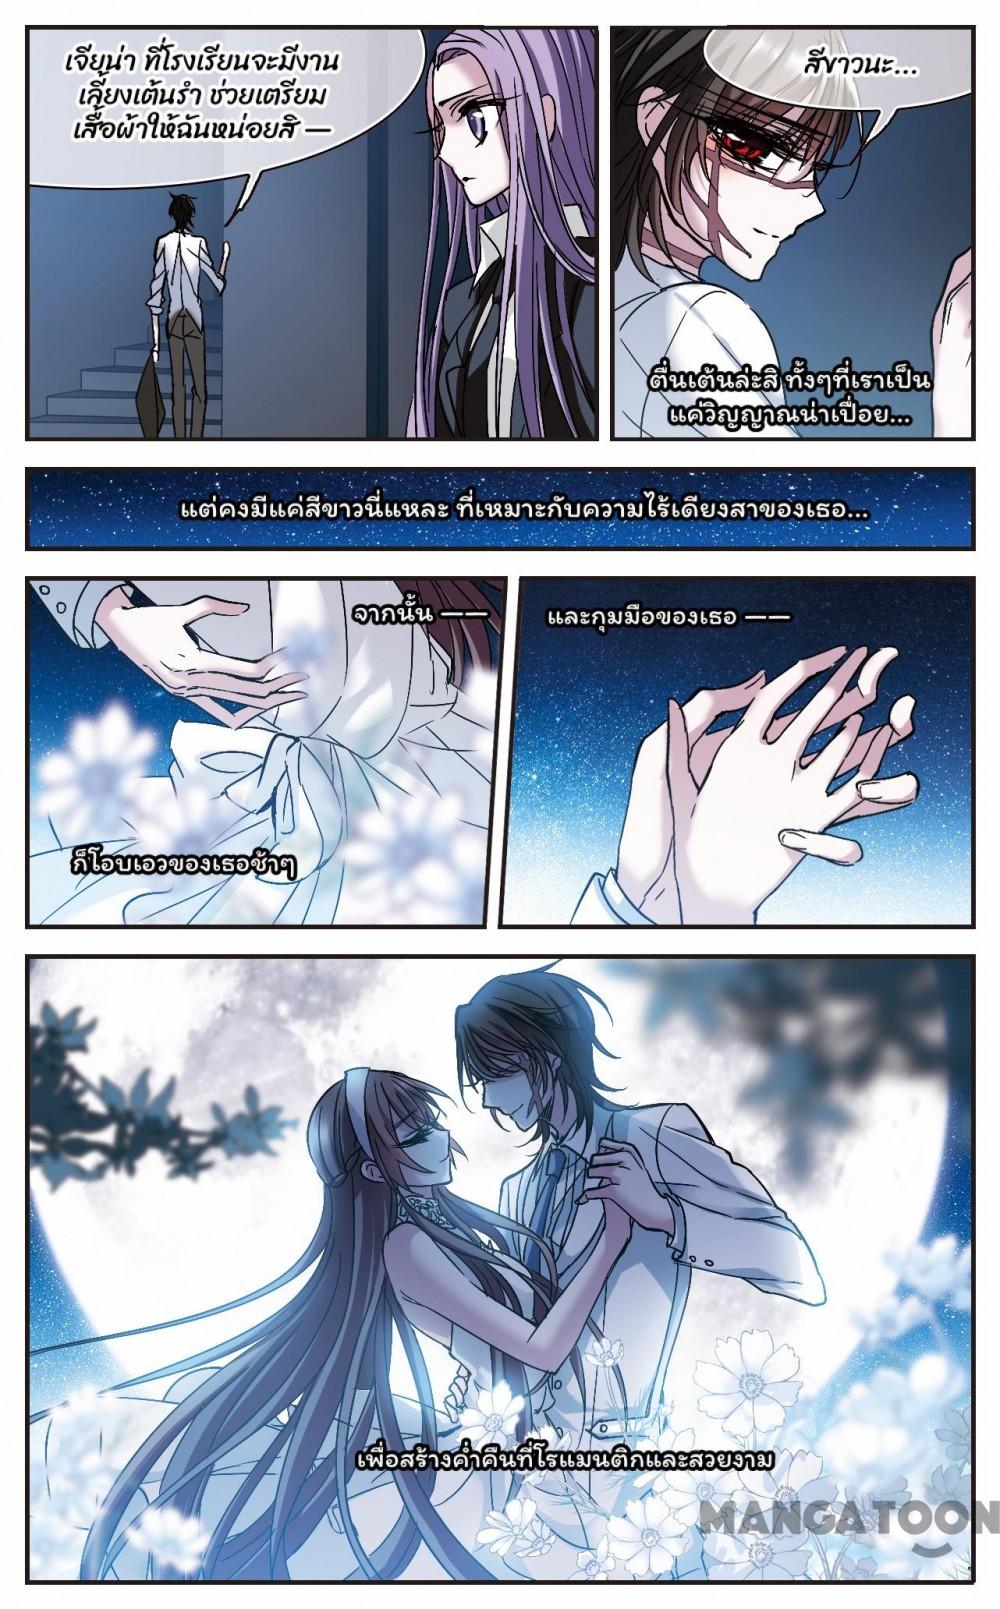 เจียน่า ที่โรงเรียนจะมีงาน
เลี้ยงเต้นรำ ช่วยเตรียม
เสื้อผ้าให้ฉันหน่อยสิ —
สีขาวนะ...
ตื่นเต้นล่ะสิ ทั้งๆที่เราเป็น
แค่วิญญาณน่าเปื่อย...
แต่คงมีแค่สีขาวนี่แหละ ที่เหมาะกับความไร้เดียงสาของเธอ...
จากนั้น ——
ก็โอบเอวของเธอช้าๆ
และกุมมือของเธอ ——
เพื่อสร้างค่ำคืนที่โรแมนติกและสวยงาม
MANGATOON